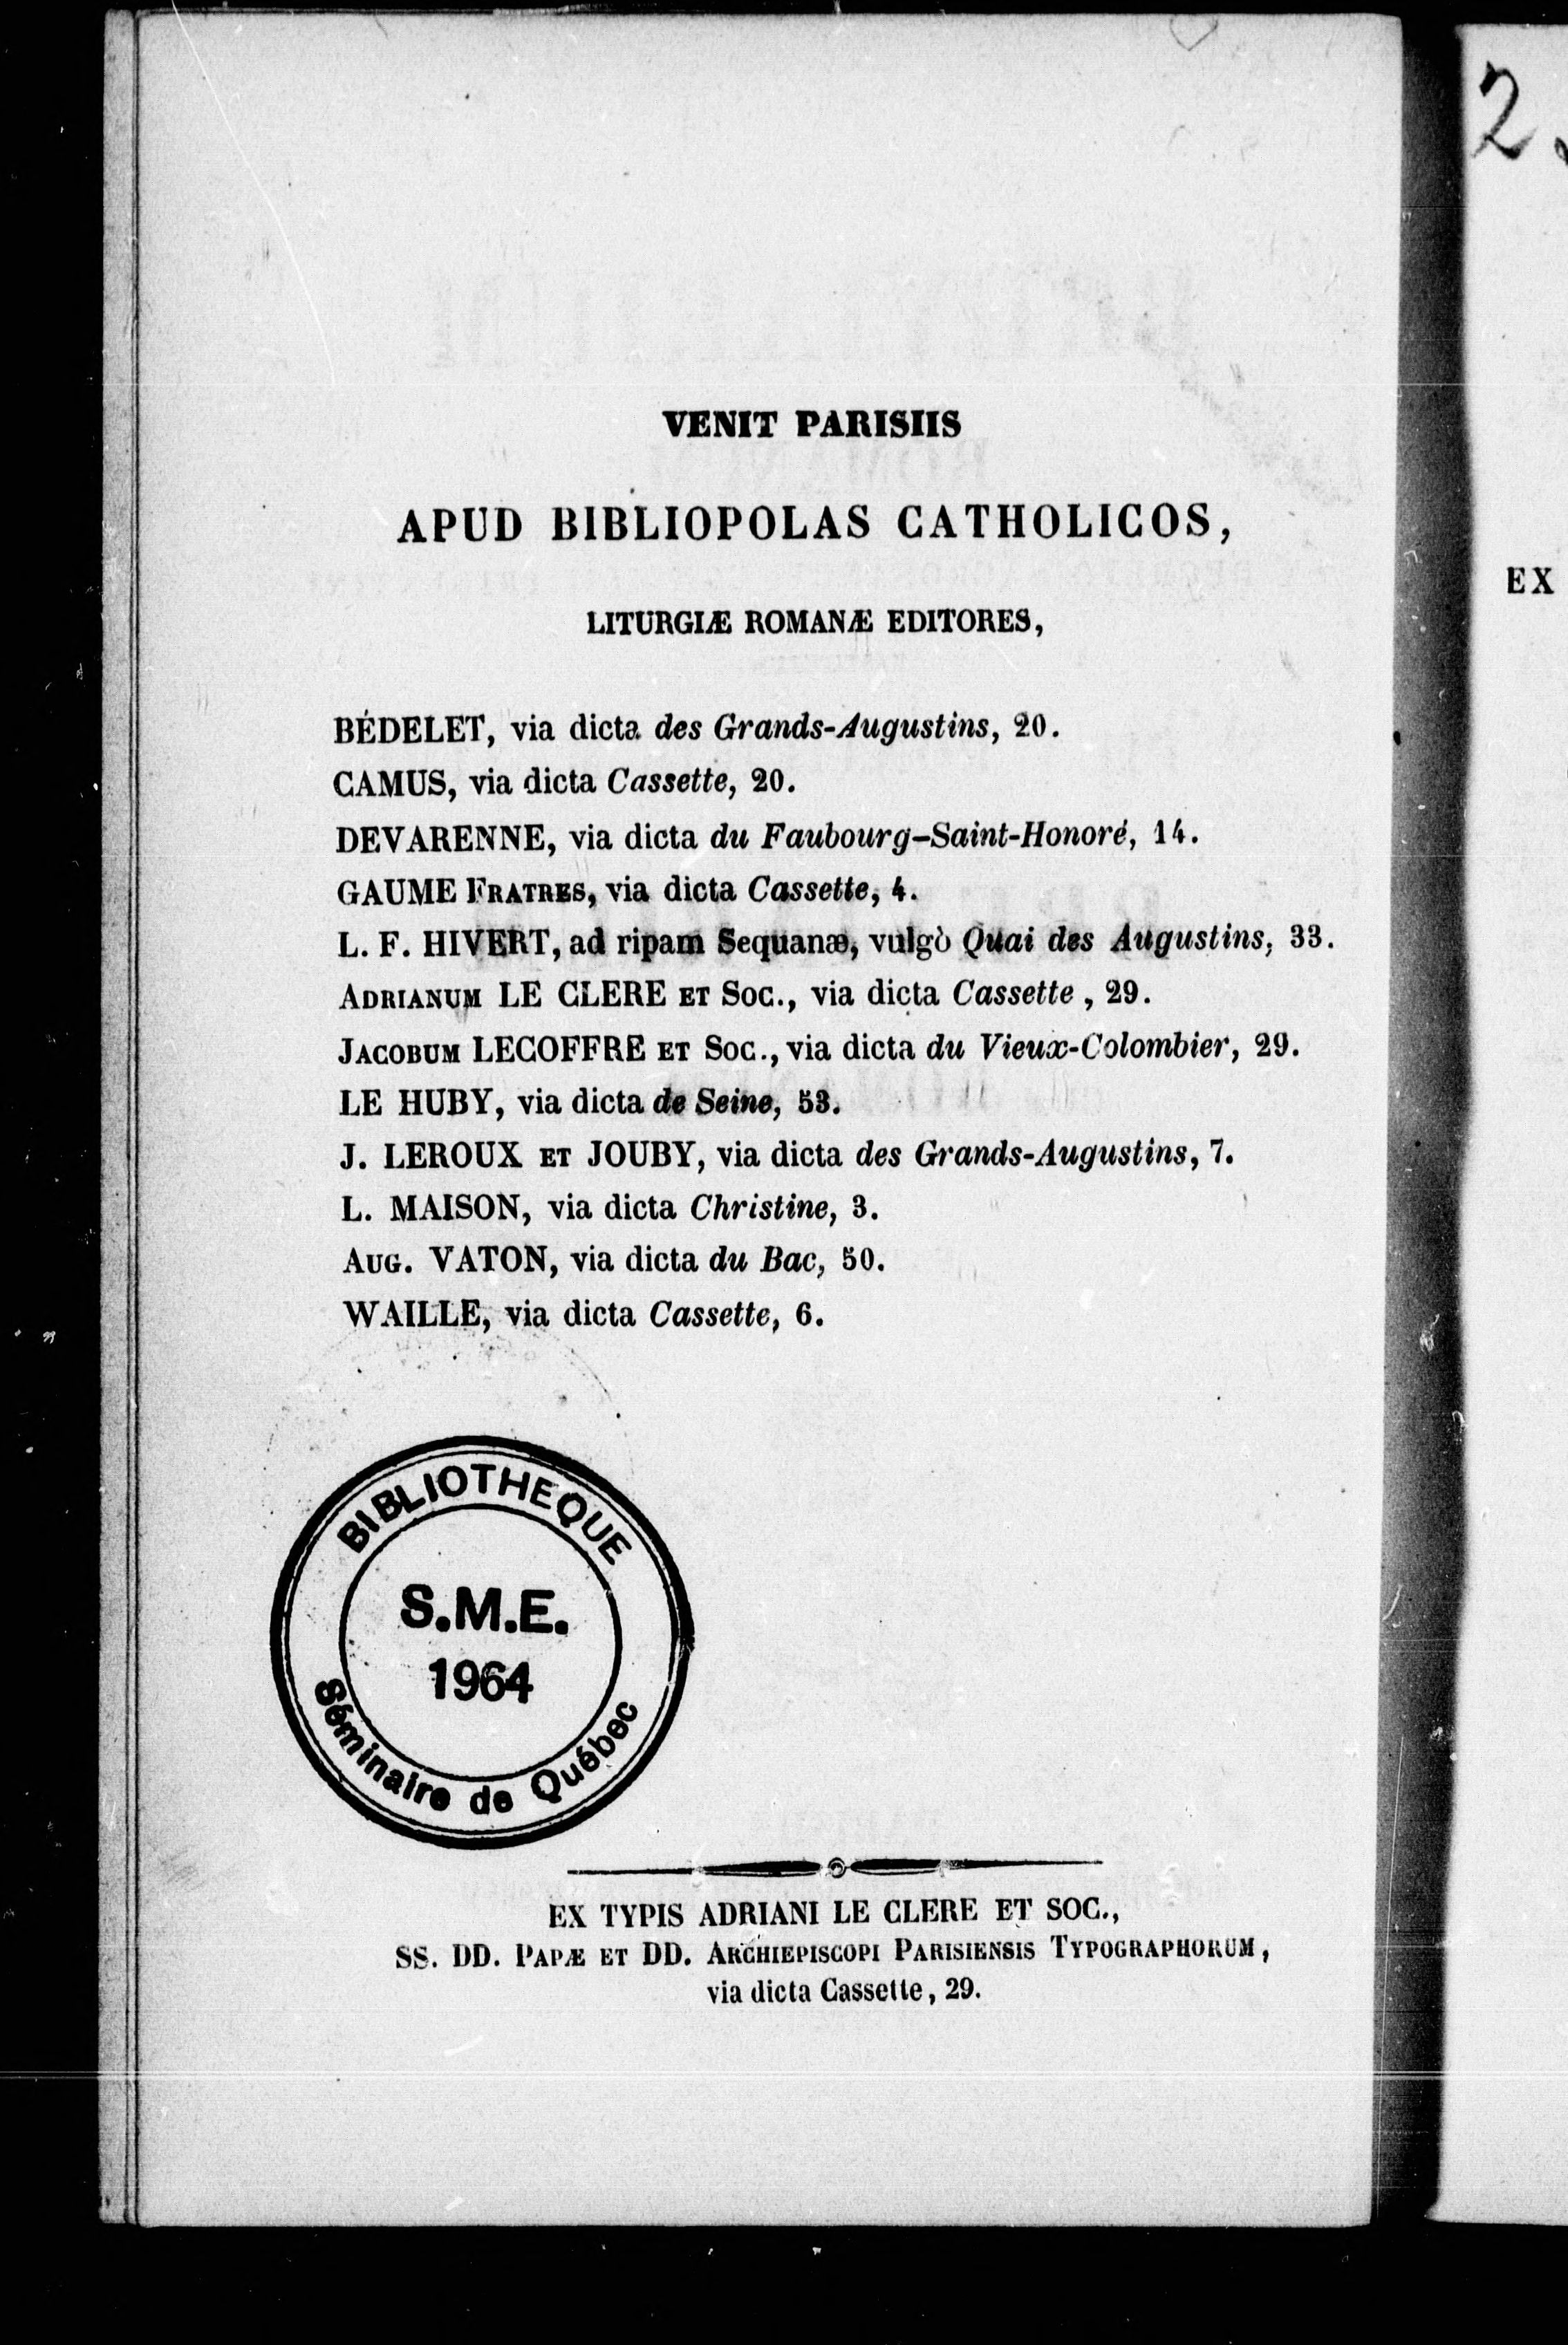 VENIT PARISIIS
APUD BIBLIOPOLAS CATHOLICOS,
LITURGIÆ ROMANÆ EDITORES,
BÉDELET, via dicta des Grands-Augustins, 20.
CAMUS, via dicta Cassette, 20.
DEVARENNE, via dicta du Faubourg-Saint-Honoré, 14.
GAUME FRATRES, via dicta Cassette, 4.
L. F. HIVERT, ad ripam Sequanæ, vulgò Quai des Augustins, 33.
ADRIANUM LE CLERE ET SOC., via dicta Cassette, 29.
JACOBUM LECOFFRE ET SOC., via dicta du Vieux-Colombier, 29.
LE HUBY, via dicta de Seine, 53.
J. LEROUX ET JOUBY, via dicta des Grands-Augustins, 7.
L. MAISON, via dicta Christine, 3.
AUG. VATON, via dicta du Bac, 50.
WAILLE, via dicta Cassette, 6.
BIBLIOTHEQUE
S.M.E.
1964
Séminaire de Québec
EX TYPIS ADRIANI LE CLERE ET SOC.,
SS. DD. PAPÆ ET DD. ARCHIEPISCOPI PARISIENSIS TYPOGRAPHORUM,
via dicta Cassette, 29.
2
EX